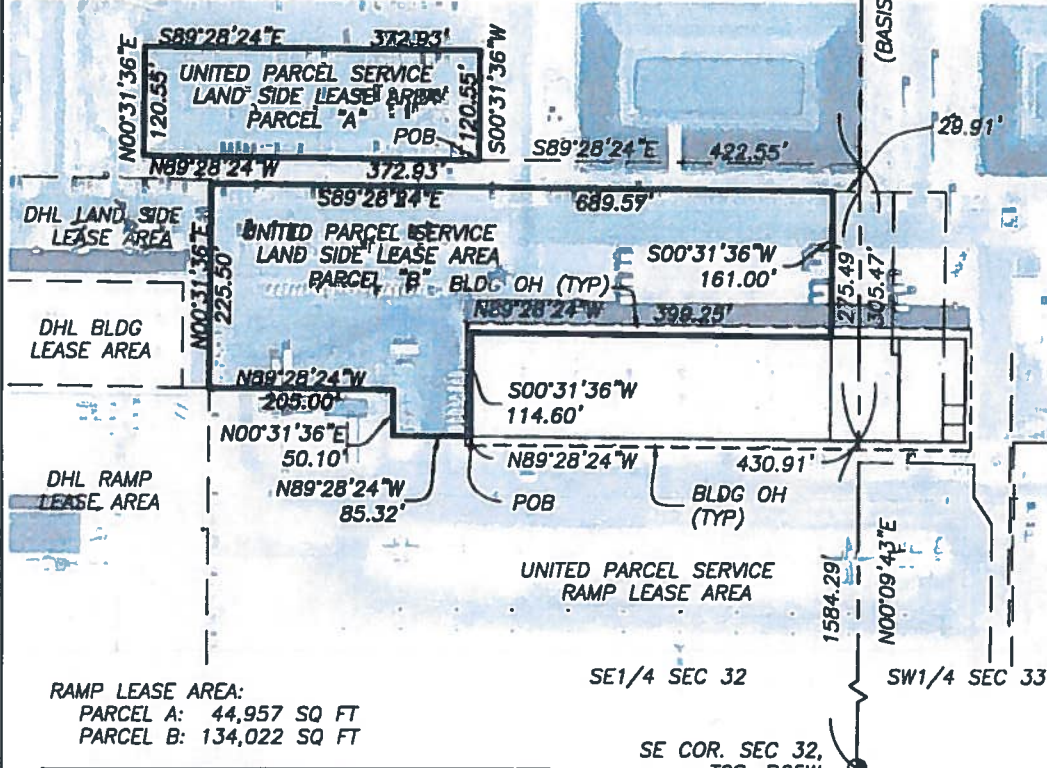 S89°28'24"E 372.93'
N00°31'36"E
120.55'
UNITED PARCEL SERVICE
LAND SIDE LEASE AREA
PARCEL "A"
POB
120.55'
S00°31'36"W
N89°28'24"W 372.93'
(BASIS
29.91'
S89°28'24"E 422.55'
S89°28'24"E 689.57'
DHL LAND SIDE
LEASE AREA
N00°31'36"E
225.50'
UNITED PARCEL SERVICE
LAND SIDE LEASE AREA
PARCEL "B"
S00°31'36"W
161.00'
275.49'
305.47'
BLDG OH (TYP)
N89°28'24"W 399.25'
DHL BLDG
LEASE AREA
N89°28'24"W
205.00'
S00°31'36"W
114.60'
N00°31'36"E
50.10'
N89°28'24"W 430.91'
N89°28'24"W
85.32'
POB
BLDG OH
(TYP)
DHL RAMP
LEASE AREA
UNITED PARCEL SERVICE
RAMP LEASE AREA
1584.29'
N00°09'43"E
SE1/4 SEC 32
SW1/4 SEC 33
RAMP LEASE AREA:
PARCEL A: 44,957 SQ FT
PARCEL B: 134,022 SQ FT
SE COR. SEC 32,